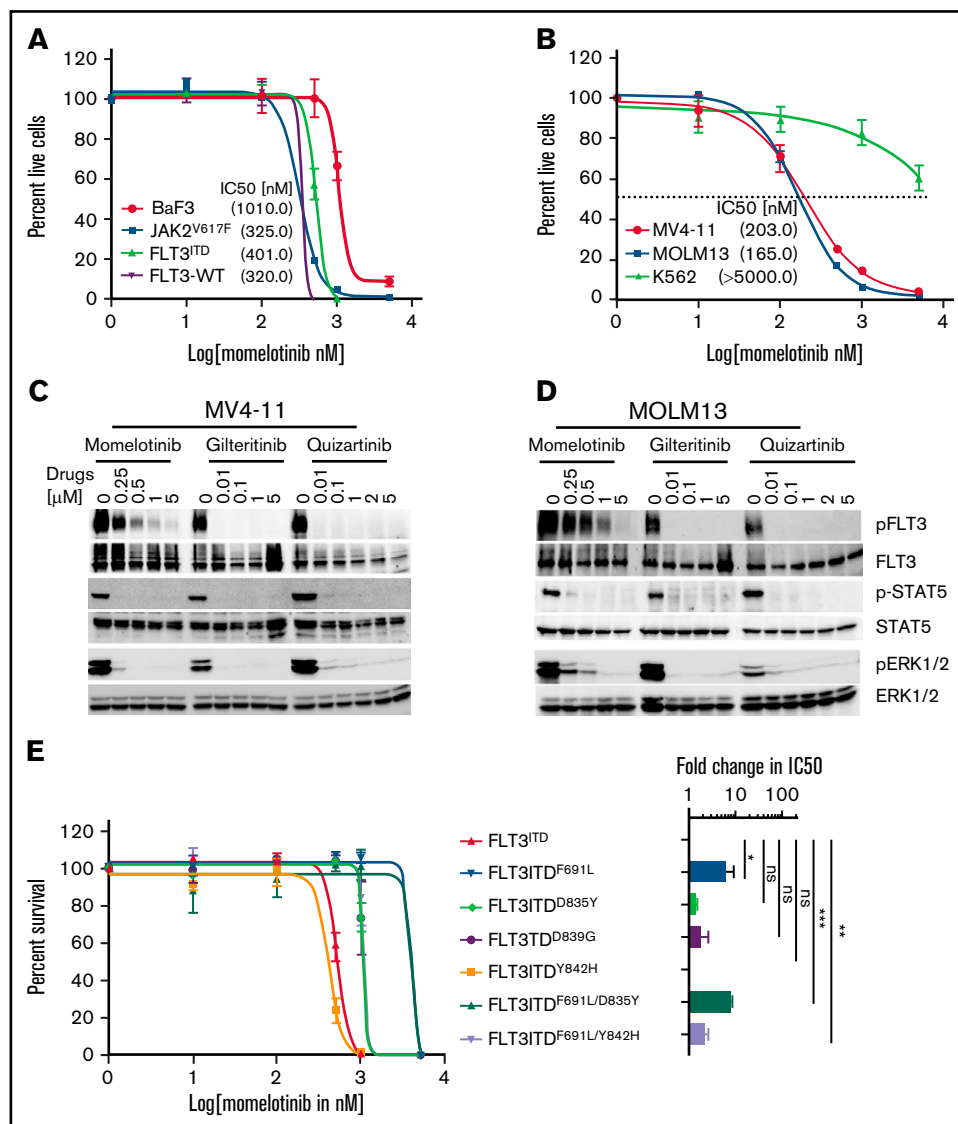 A
120
100
80
60
40
20
0
Percent live cells
IC50 [nM]
BaF3 (1010.0)
JAK2V617F (325.0)
FLT3ITD (401.0)
FLT3-WT (320.0)
0 1 2 3 4
Log[momelotinib nM]
B
120
100
80
60
40
20
0
Percent live cells
IC50 [nM]
MV4-11 (203.0)
MOLM13 (165.0)
K562 (>5000.0)
0 1 2 3 4
Log[momelotinib nM]
C
MV4-11
Momelotinib Gilteritinib Quizartinib
Drugs
[µM]
0 0.25 0.5 1 5 0 0.01 0.1 1 5 0 0.01 0.1 1 2 5
D
MOLM13
Momelotinib Gilteritinib Quizartinib
0 0.25 0.5 1 5 0 0.01 0.1 1 5 0 0.01 0.1 1 2 5
pFLT3
FLT3
p-STAT5
STAT5
pERK1/2
ERK1/2
E
120
100
80
60
40
20
0
Percent survival
0 1 2 3 4
Log[momelotinib in nM]
FLT3ITD
FLT3ITDF691L
FLT3ITDD835Y
FLT3TDD839G
FLT3ITDY842H
FLT3ITDF691L/D835Y
FLT3ITDF691L/Y842H
Fold change in IC50
1 10 100
*
ns
ns
ns
***
**